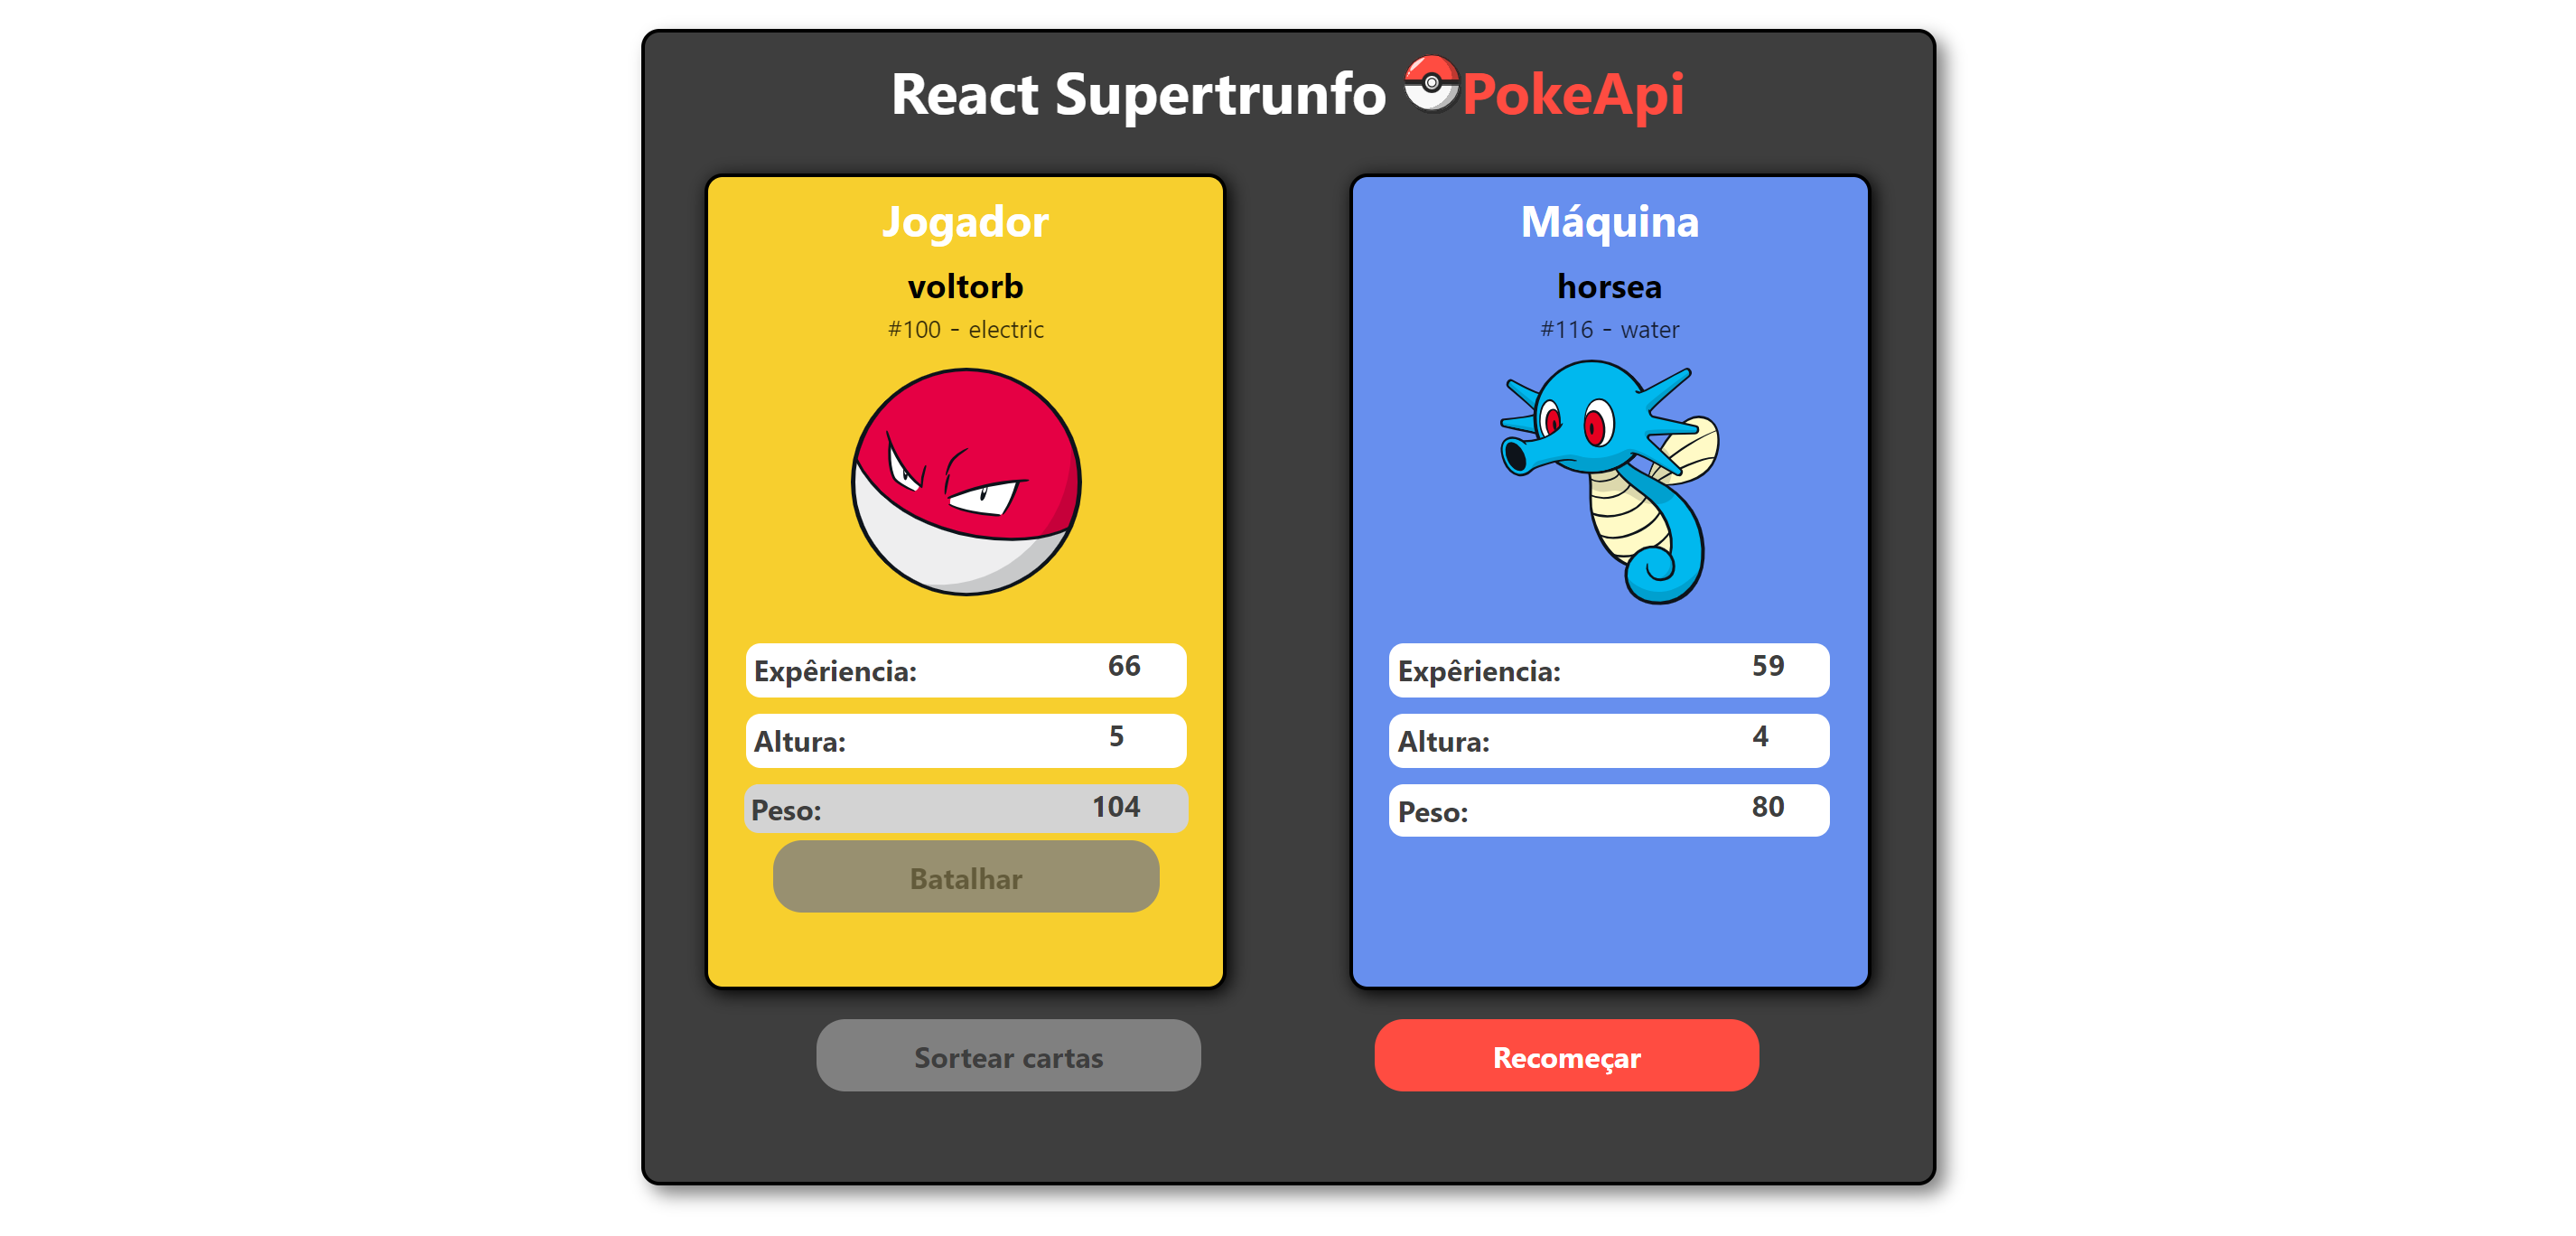 React Supertrunfo PokeApi
Jogador
voltorb
#100 - electric
Expêriencia: 66
Altura: 5
Peso: 104
Batalhar
Máquina
horsea
#116 - water
Expêriencia: 59
Altura: 4
Peso: 80
Sortear cartas
Recomeçar